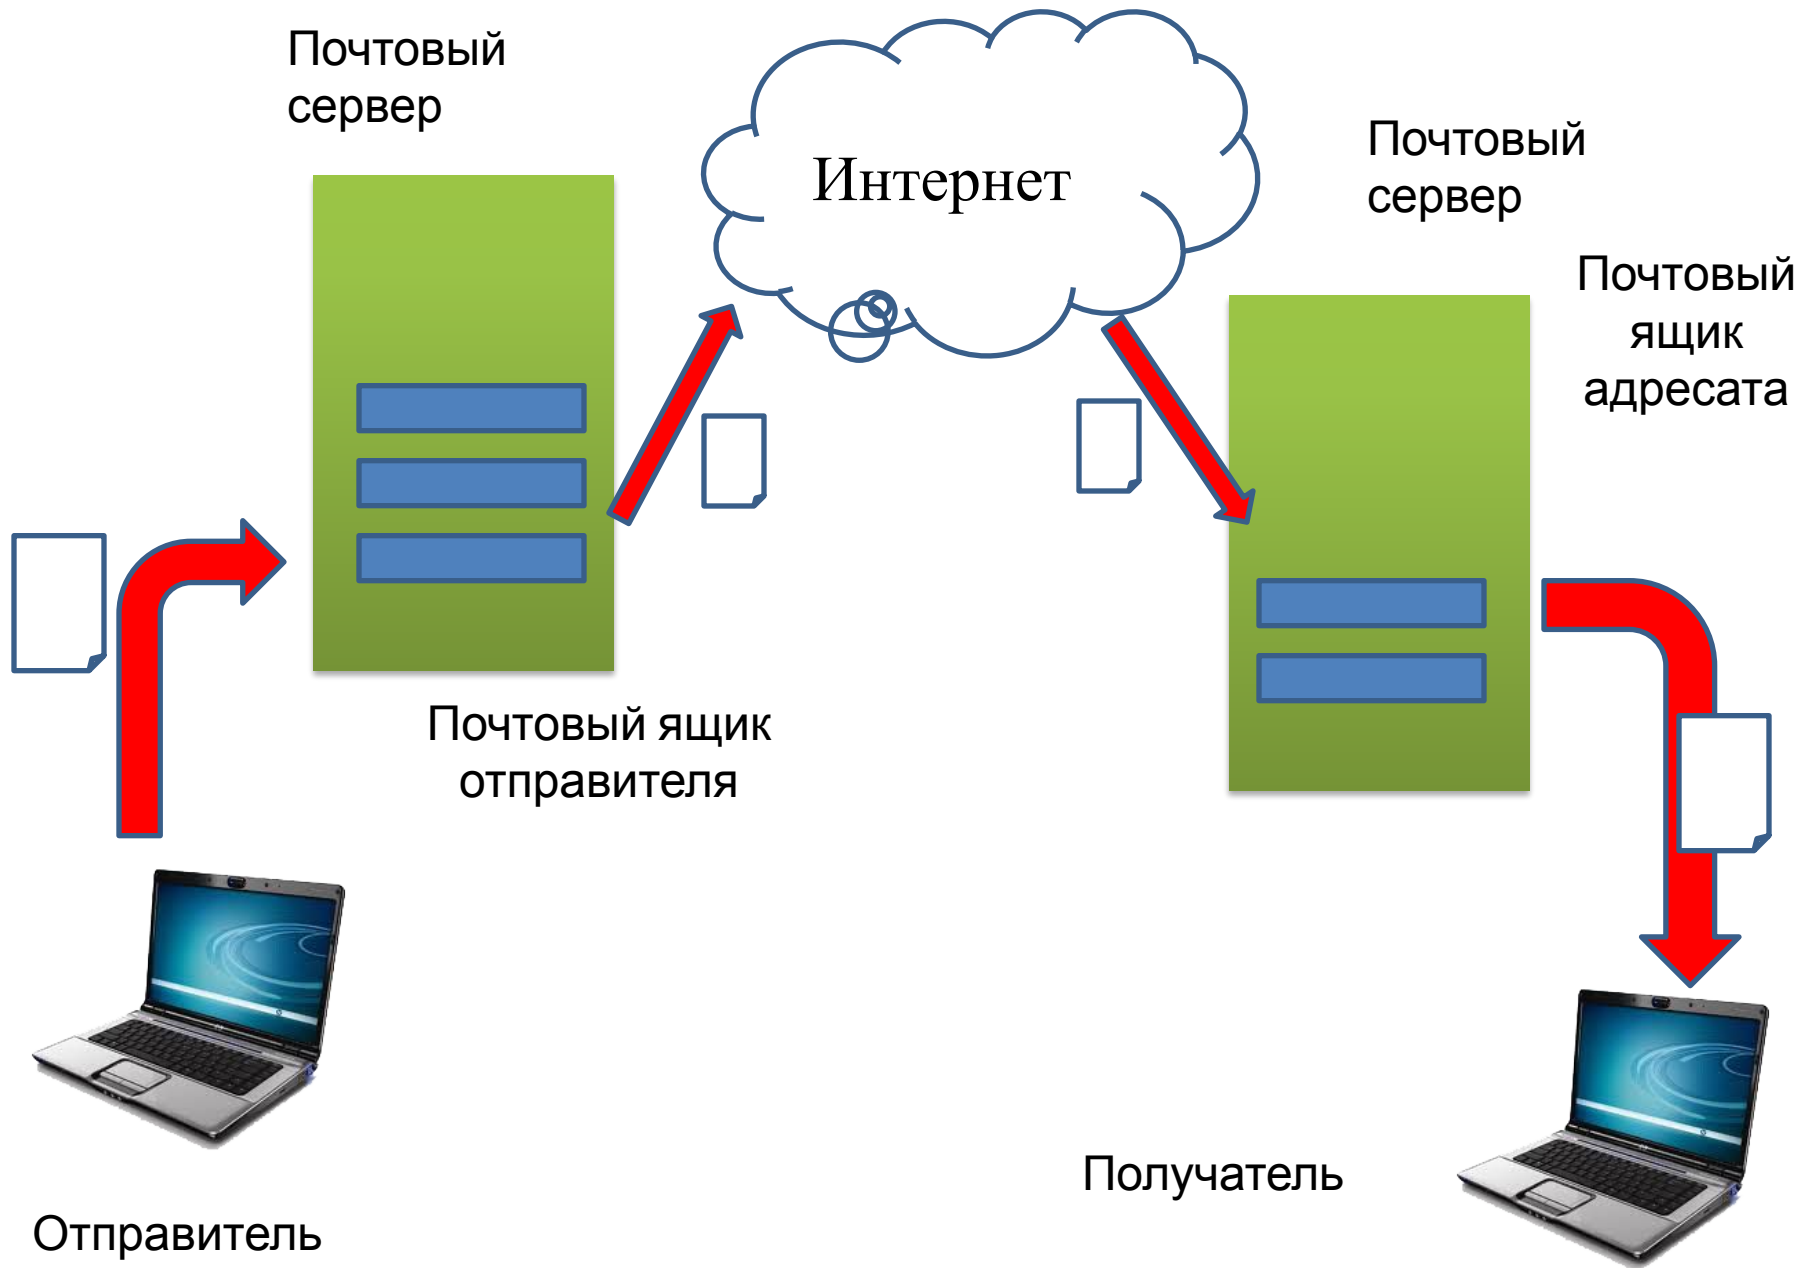 Почтовый
сервер
Интернет
Почтовый
сервер
Почтовый
ящик
адресата
Почтовый ящик
отправителя
Получатель
Отправитель